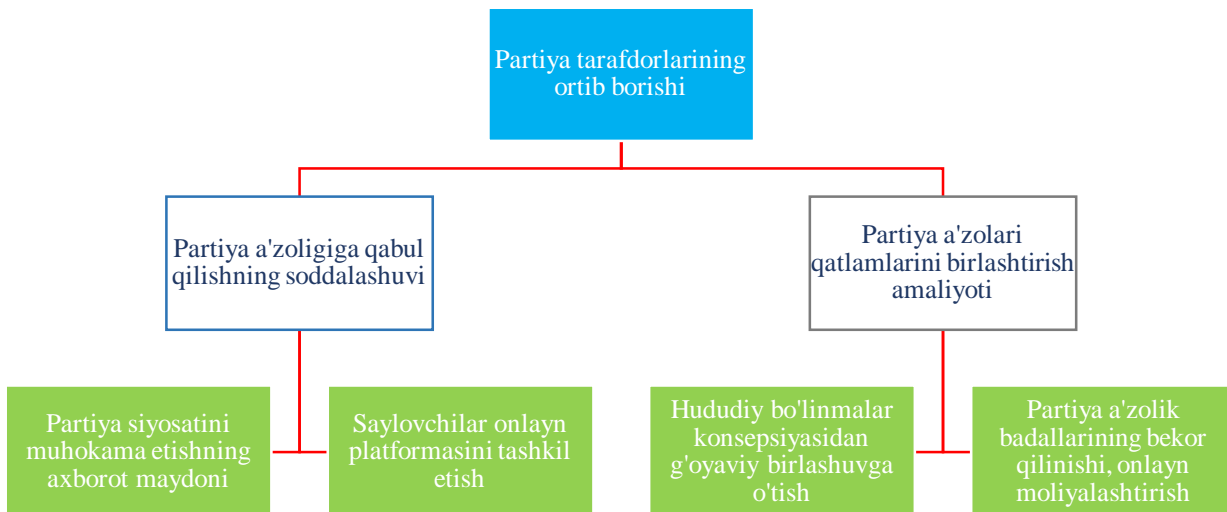 Partiya tarafdorlarining
ortib borishi
Partiya a'zoligiga qabul
qilishning soddalashuvi
Partiya a'zolari
qatlamlarini birlashtirish
amaliyoti
Partiya siyosatini
muhokama etishning
axborot maydoni
Saylovchilar onlayn
platformasini tashkil
etish
Hududiy bo'linmalar
konsepsiyasidan
g'oyaviy birlashuvga
o'tish
Partiya a'zolik
badallarining bekor
qilinishi, onlayn
moliyalashtirish